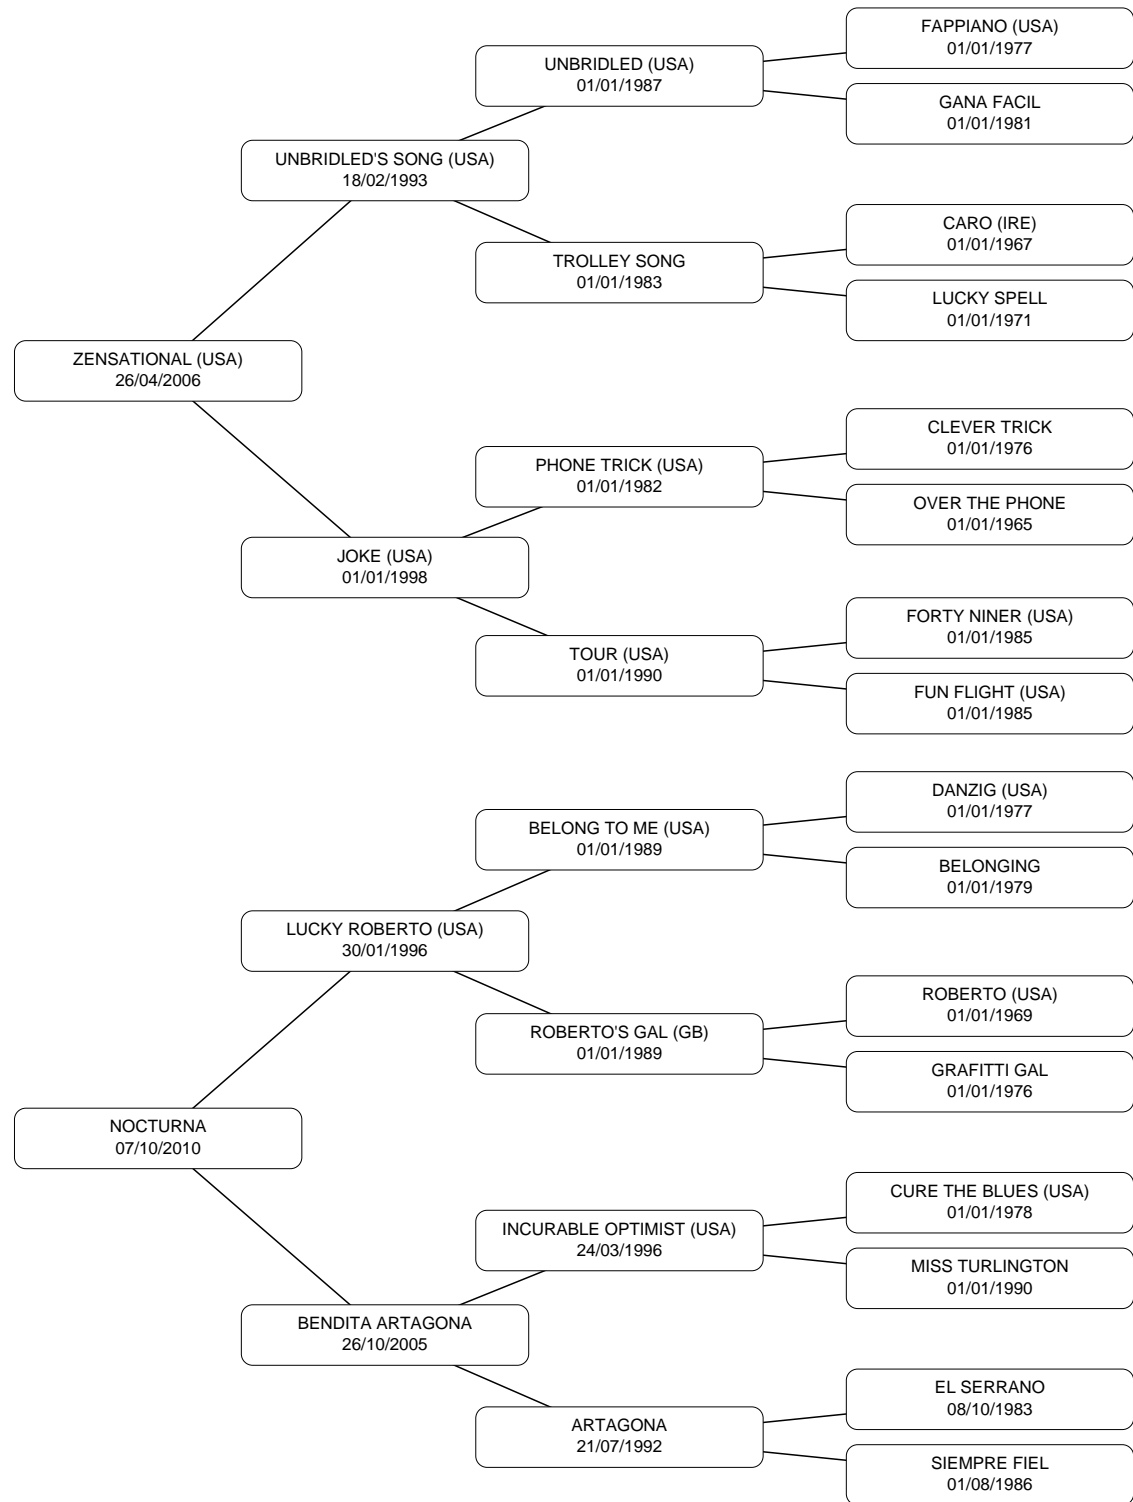 FAPPIANO (USA)
01/01/1977
UNBRIDLED (USA)
01/01/1987
GANA FACIL
01/01/1981
UNBRIDLED'S SONG (USA)
18/02/1993
CARO (IRE)
01/01/1967
TROLLEY SONG
01/01/1983
LUCKY SPELL
01/01/1971
ZENSATIONAL (USA)
26/04/2006
CLEVER TRICK
01/01/1976
PHONE TRICK (USA)
01/01/1982
OVER THE PHONE
01/01/1965
JOKE (USA)
01/01/1998
FORTY NINER (USA)
01/01/1985
TOUR (USA)
01/01/1990
FUN FLIGHT (USA)
01/01/1985
DANZIG (USA)
01/01/1977
BELONG TO ME (USA)
01/01/1989
BELONGING
01/01/1979
LUCKY ROBERTO (USA)
30/01/1996
ROBERTO (USA)
01/01/1969
ROBERTO'S GAL (GB)
01/01/1989
GRAFITTI GAL
01/01/1976
NOCTURNA
07/10/2010
CURE THE BLUES (USA)
01/01/1978
INCURABLE OPTIMIST (USA)
24/03/1996
MISS TURLINGTON
01/01/1990
BENDITA ARTAGONA
26/10/2005
EL SERRANO
08/10/1983
ARTAGONA
21/07/1992
SIEMPRE FIEL
01/08/1986